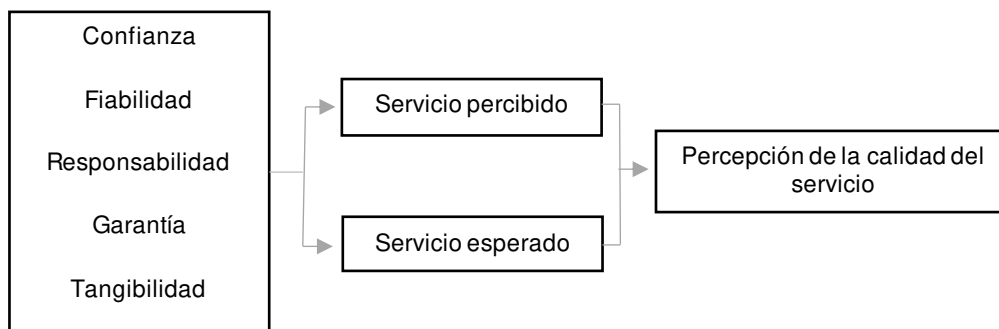 Confianza
Fiabilidad
Responsabilidad
Garantía
Tangibilidad
Servicio percibido
Servicio esperado
Percepción de la calidad del
servicio